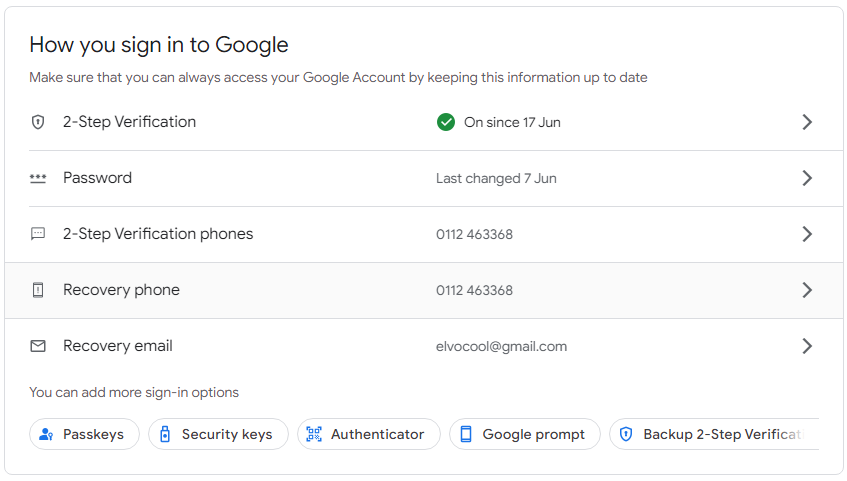 How you sign in to Google
Make sure that you can always access your Google Account by keeping this information up to date
2-Step Verification On since 17 Jun
Password Last changed 7 Jun
2-Step Verification phones 0112 463368
Recovery phone 0112 463368
Recovery email elvocool@gmail.com
You can add more sign-in options
Passkeys Security keys Authenticator Google prompt Backup 2-Step Verificat